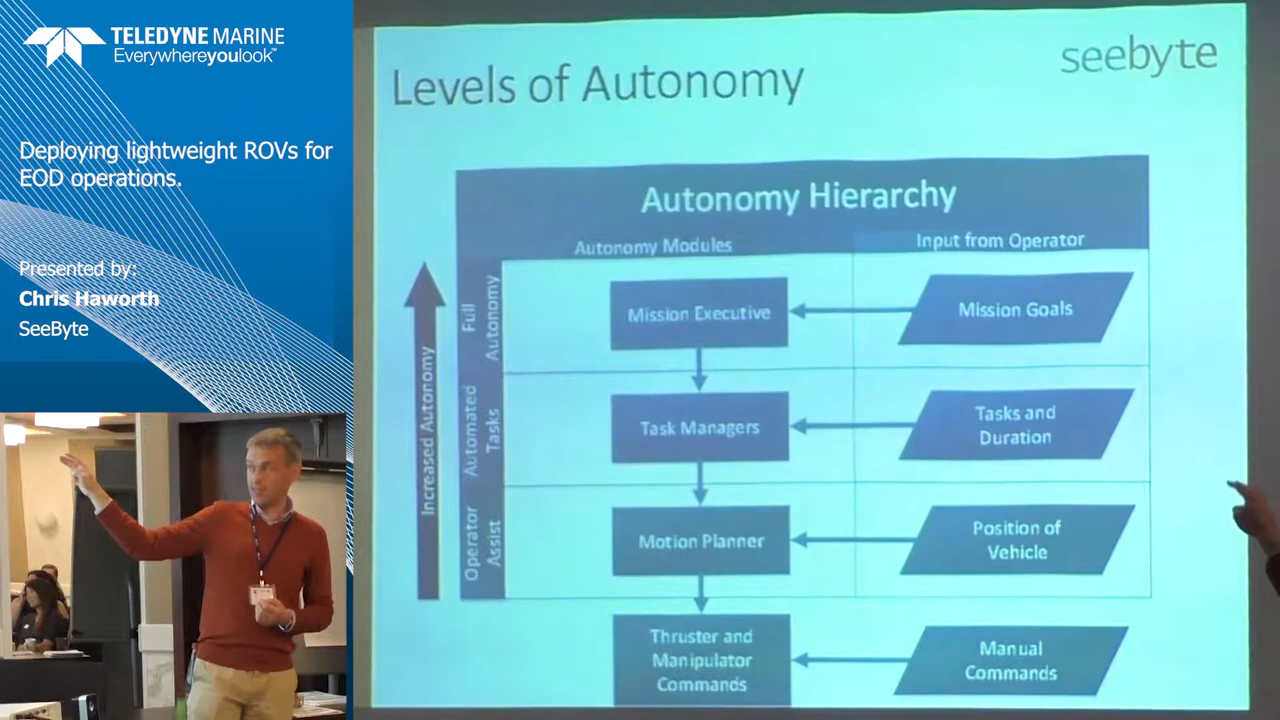 TELEDYNE MARINE
Everywhereyoulook™
Deploying lightweight ROVs for
EOD operations.
Presented by:
Chris Haworth
SeeByte
seebyte
Levels of Autonomy
Autonomy Hierarchy
Autonomy Modules
Input from Operator
Increased Autonomy
Full
Autonomy
Mission Executive
Mission Goals
Automated
Tasks
Task Managers
Tasks and
Duration
Operator
Assist
Motion Planner
Position of
Vehicle
Thruster and
Manipulator
Commands
Manual
Commands